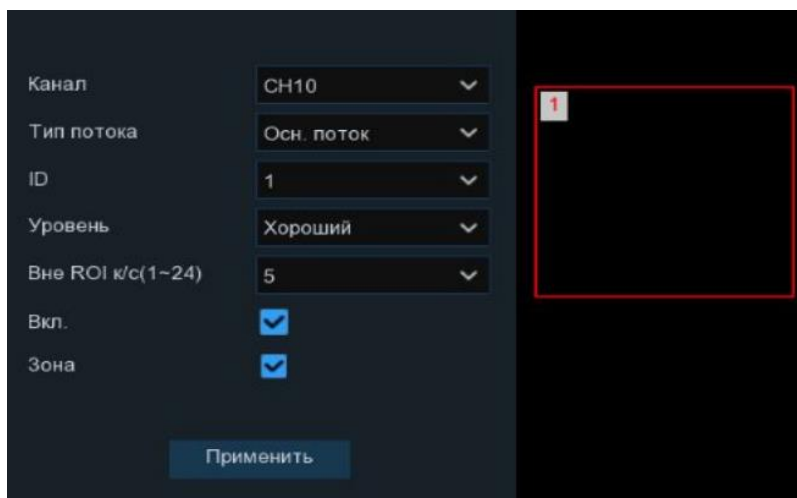 Канал CH10
Тип потока Осн. поток
ID 1
Уровень Хороший
Вне ROI к/с(1~24) 5
Вкл.
Зона
Применить
1